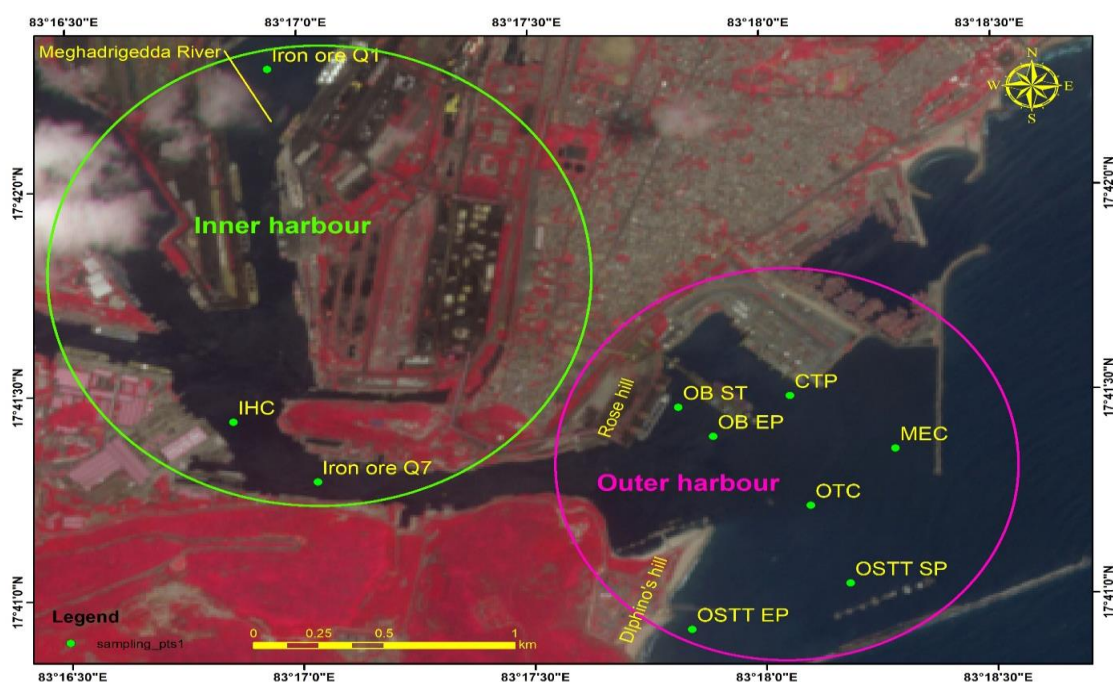 83°16'30"E
83°17'0"E
83°17'30"E
83°18'0"E
83°18'30"E
Meghadrigedda River
Iron ore Q1
N
W
E
S
17°42'0"N
17°42'0"N
Inner harbour
17°41'30"N
17°41'30"N
Rose hill
OB ST
CTP
IHC
OB EP
MEC
Iron ore Q7
Outer harbour
OTC
OSTT SP
17°41'0"N
17°41'0"N
Dlphino's hill
OSTT EP
Legend
sampling_pts1
0
0.25
0.5
1
km
83°16'30"E
83°17'0"E
83°17'30"E
83°18'0"E
83°18'30"E